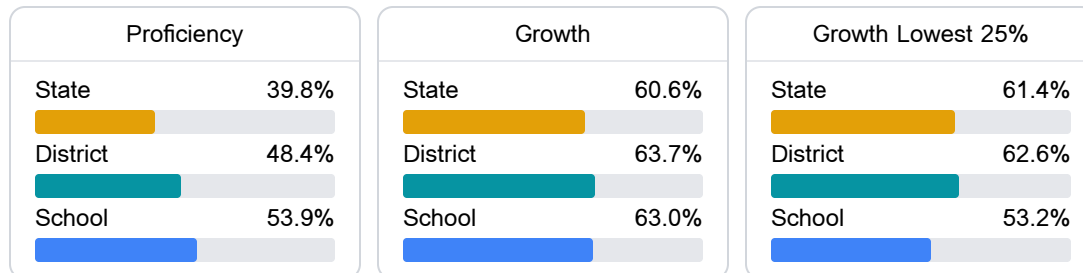 Proficiency
State 39.8%
District 48.4%
School 53.9%
Growth
State 60.6%
District 63.7%
School 63.0%
Growth Lowest 25%
State 61.4%
District 62.6%
School 53.2%